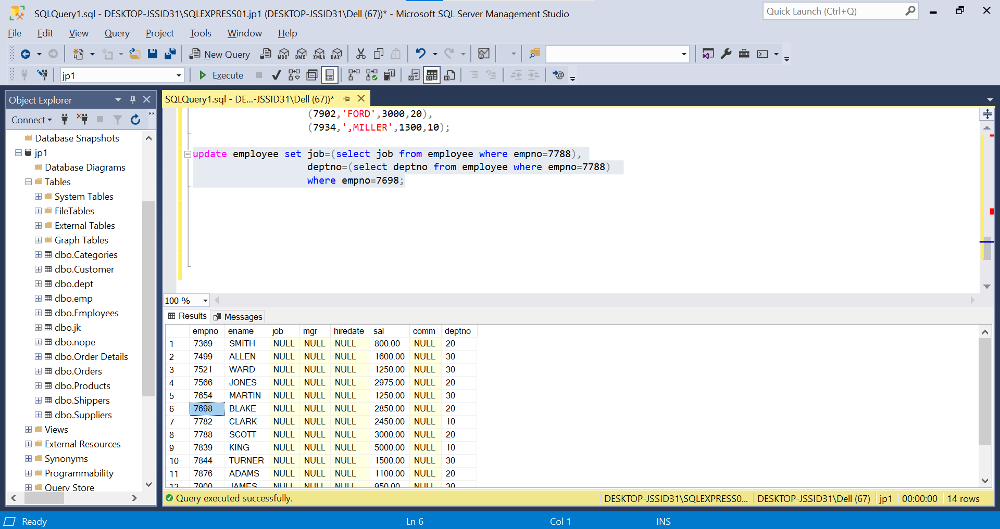 SQLQuery1.sql - DESKTOP-JSSID31\SQLEXPRESS01.jp1 (DESKTOP-JSSID31\Dell (67))* - Microsoft SQL Server Management Studio
Quick Launch (Ctrl+Q)
File Edit View Query Project Tools Window Help
New Query MDX DMX XMLA DAX
jp1 Execute
Object Explorer
Connect
Database Snapshots
jp1
Database Diagrams
Tables
System Tables
FileTables
External Tables
Graph Tables
dbo.Categories
dbo.Customer
dbo.dept
dbo.emp
dbo.Employees
dbo.jk
dbo.nope
dbo.Order Details
dbo.Orders
dbo.Products
dbo.Shippers
dbo.Suppliers
Views
External Resources
Synonyms
Programmability
Query Store
SQLQuery1.sql - DE...-JSSID31\Dell (67))*
(7902,'FORD',3000,20),
(7934,',MILLER',1300,10);
update employee set job=(select job from employee where empno=7788),
deptno=(select deptno from employee where empno=7788)
where empno=7698;
100 %
Results Messages
empno ename job mgr hiredate sal comm deptno
1 7369 SMITH NULL NULL NULL 800.00 NULL 20
2 7499 ALLEN NULL NULL NULL 1600.00 NULL 30
3 7521 WARD NULL NULL NULL 1250.00 NULL 30
4 7566 JONES NULL NULL NULL 2975.00 NULL 20
5 7654 MARTIN NULL NULL NULL 1250.00 NULL 30
6 7698 BLAKE NULL NULL NULL 2850.00 NULL 20
7 7782 CLARK NULL NULL NULL 2450.00 NULL 10
8 7788 SCOTT NULL NULL NULL 3000.00 NULL 20
9 7839 KING NULL NULL NULL 5000.00 NULL 10
10 7844 TURNER NULL NULL NULL 1500.00 NULL 30
11 7876 ADAMS NULL NULL NULL 1100.00 NULL 20
12 7900 JAMES NULL NULL NULL 950.00 NULL 30
Query executed successfully. DESKTOP-JSSID31\SQLEXPRESS0... DESKTOP-JSSID31\Dell (67) jp1 00:00:00 14 rows
Ready Ln 6 Col 1 INS